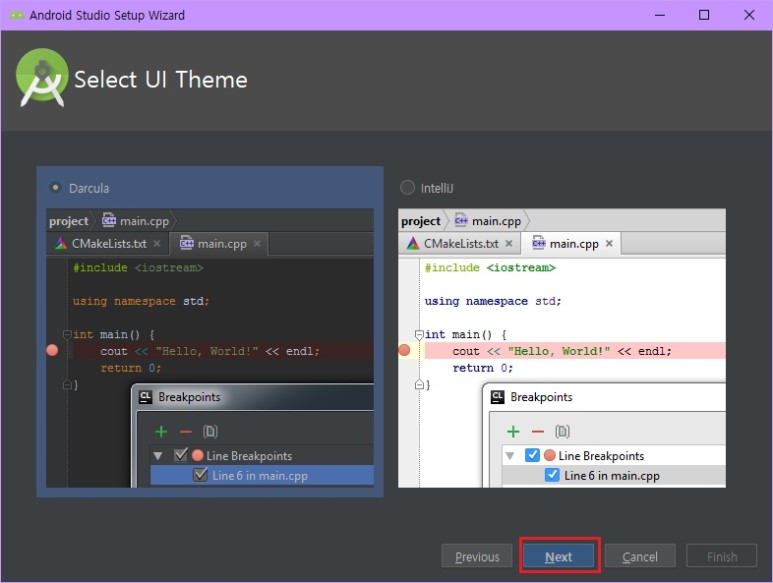 Android Studio Setup Wizard
Select UI Theme
Darcula
project main.cpp
CMakeLists.txt main.cpp
#include <iostream>
using namespace std;
int main() {
cout << "Hello, World!" << endl;
return 0;
}
Breakpoints
Line Breakpoints
Line 6 in main.cpp
IntelliJ
project main.cpp
CMakeLists.txt main.cpp
#include <iostream>
using namespace std;
int main() {
cout << "Hello, World!" << endl;
return 0;
}
CL Breakpoints
Line Breakpoints
Line 6 in main.cpp
Previous Next Cancel Finish